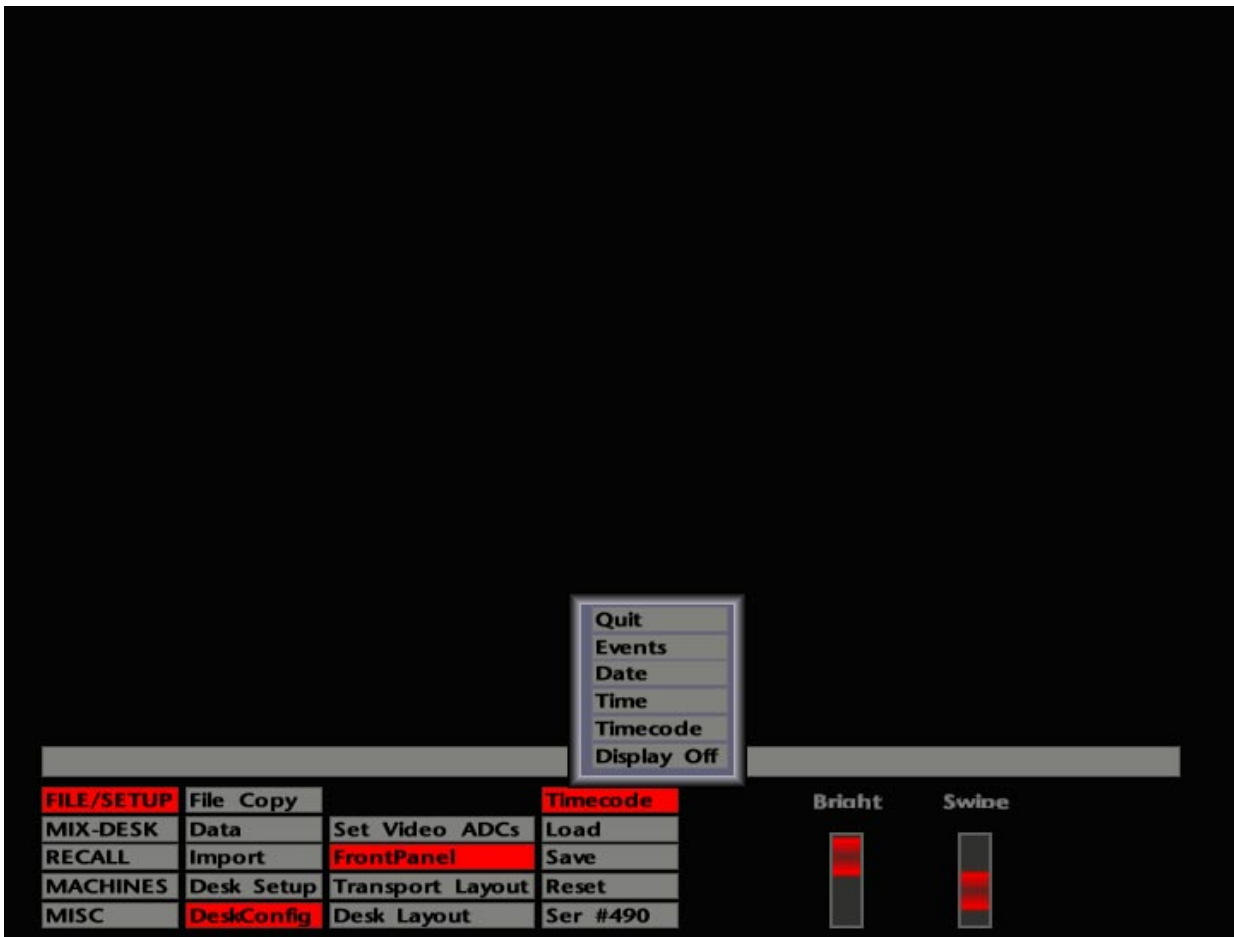 Quit
Events
Date
Time
Timecode
Display Off
FILE/SETUP File Copy Timecode Bright Swipe
MIX-DESK Data Set Video ADCs Load
RECALL Import FrontPanel Save
MACHINES Desk Setup Transport Layout Reset
MISC DeskConfig Desk Layout Ser #490